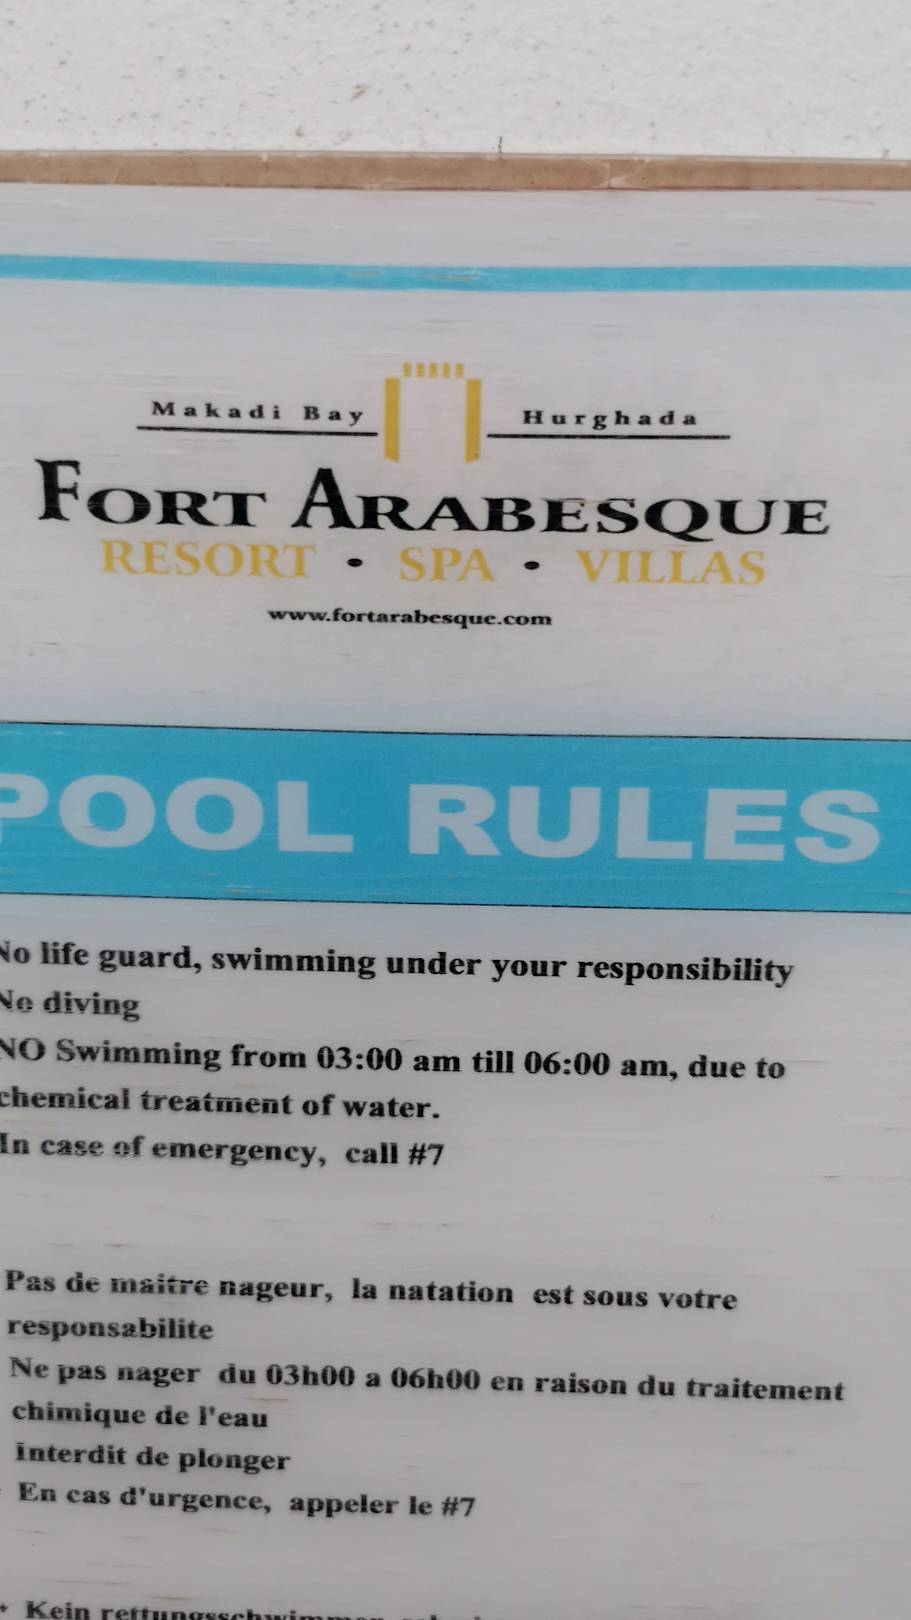 Makadi Bay Hurghada
FORT ARABESQUE
RESORT • SPA • VILLAS
www.fortarabesque.com
POOL RULES
No life guard, swimming under your responsibility
No diving
NO Swimming from 03:00 am till 06:00 am, due to
chemical treatment of water.
In case of emergency, call #7
Pas de maitre nageur, la natation est sous votre
responsabilite
Ne pas nager du 03h00 a 06h00 en raison du traitement
chimique de l'eau
Interdit de plonger
En cas d'urgence, appeler le #7
Kein rettungsschwimmer